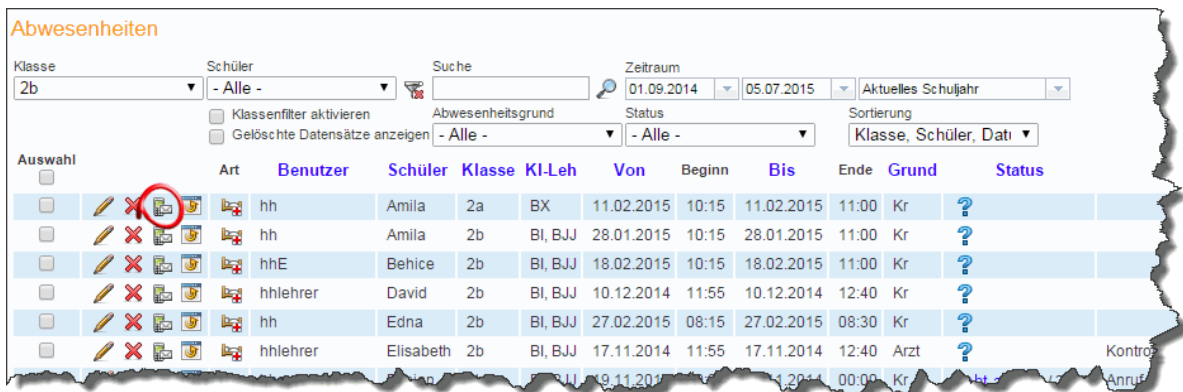 Abwesenheiten
Klasse Schüler Suche Zeitraum
2b - Alle - 01.09.2014 05.07.2015 Aktuelles Schuljahr
Klassenfilter aktivieren Abwesenheitsgrund Status Sortierung
Gelöschte Datensätze anzeigen - Alle - - Alle - Klasse, Schüler, Datu
Auswahl Art Benutzer Schüler Klasse Kl-Leh Von Beginn Bis Ende Grund Status
hh Amila 2a BX 11.02.2015 10:15 11.02.2015 11:00 Kr ?
hh Amila 2b BI, BJJ 28.01.2015 10:15 28.01.2015 11:00 Kr ?
hhE Behice 2b BI, BJJ 18.02.2015 10:15 18.02.2015 11:00 Kr ?
hhlehrer David 2b BI, BJJ 10.12.2014 11:55 10.12.2014 12:40 Kr ?
hh Edna 2b BI, BJJ 27.02.2015 08:15 27.02.2015 08:30 Kr ?
hhlehrer Elisabeth 2b BI, BJJ 17.11.2014 11:55 17.11.2014 12:40 Arzt ? Kontro
00:00 Kr Anruf